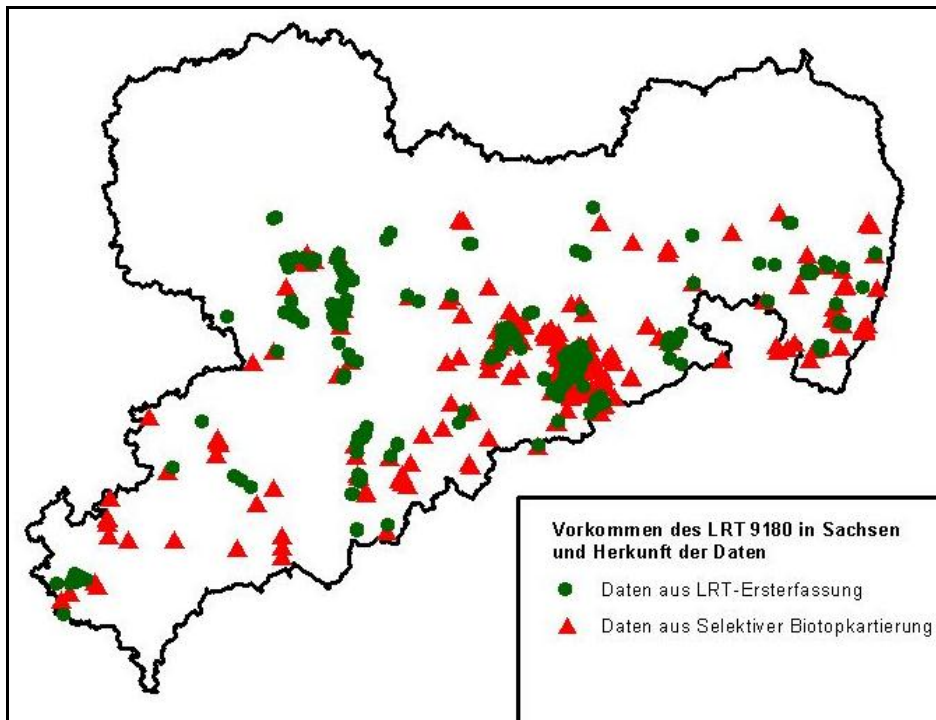 Vorkommen des LRT 9180 in Sachsen
und Herkunft der Daten
Daten aus LRT-Ersterfassung
Daten aus Selektiver Biotopkartierung